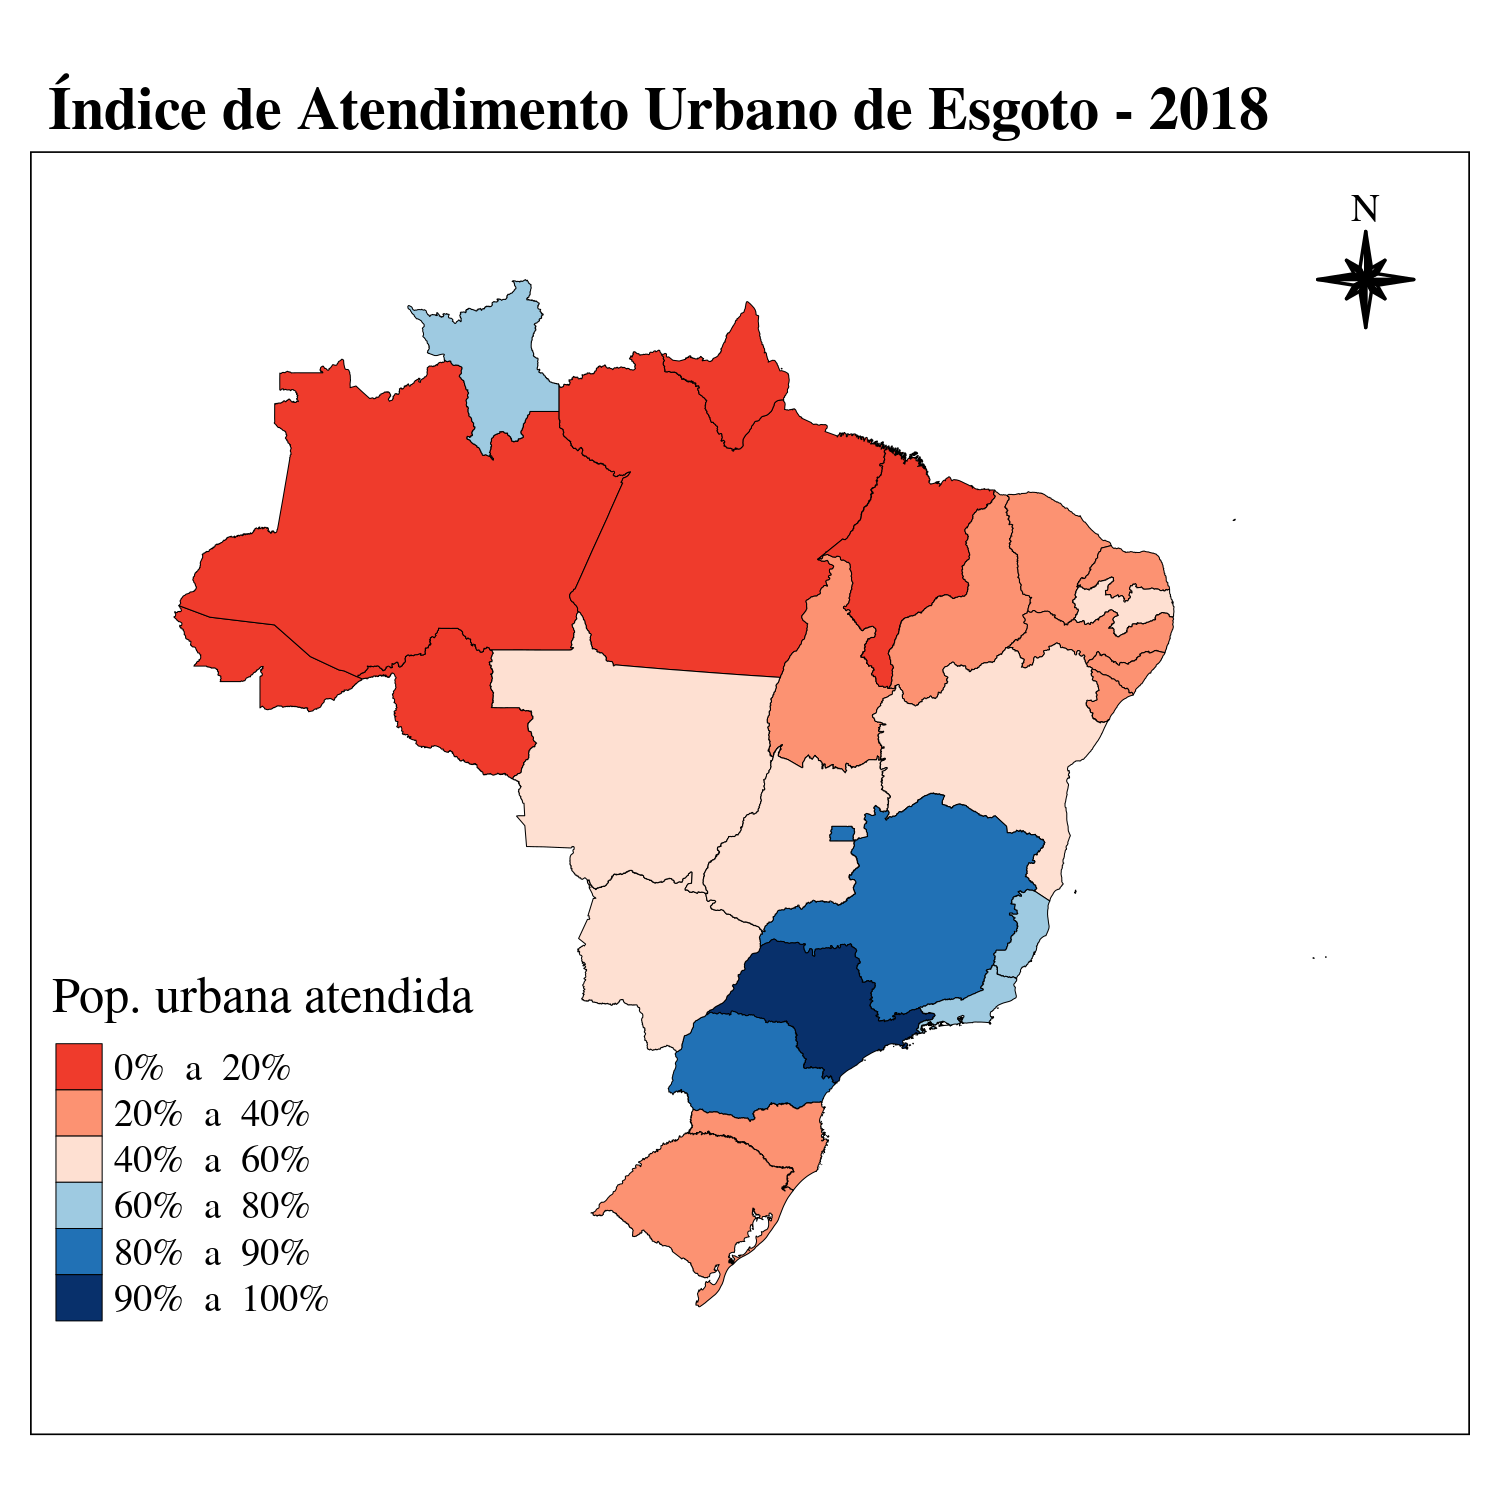 Índice de Atendimento Urbano de Esgoto - 2018
N
Pop. urbana atendida
0% a 20%
20% a 40%
40% a 60%
60% a 80%
80% a 90%
90% a 100%